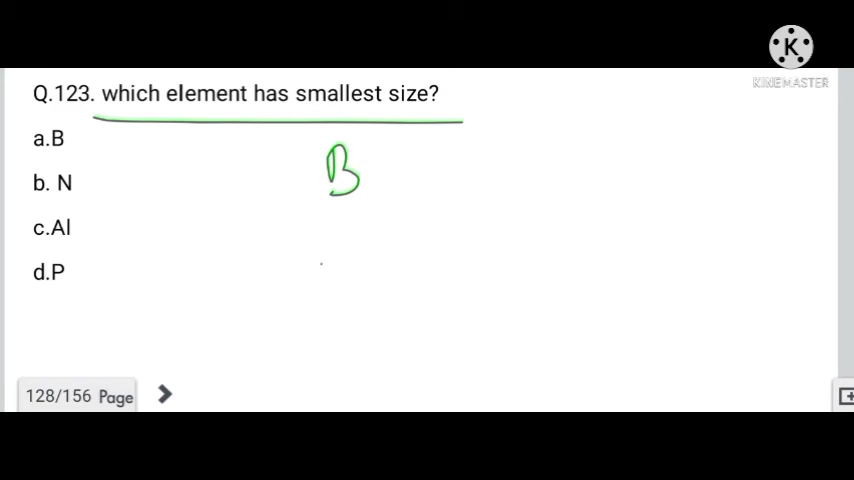 K
KINEMASTER
Q.123. which element has smallest size?
a.B
B
b. N
c.Al
d.P
128/156 Page